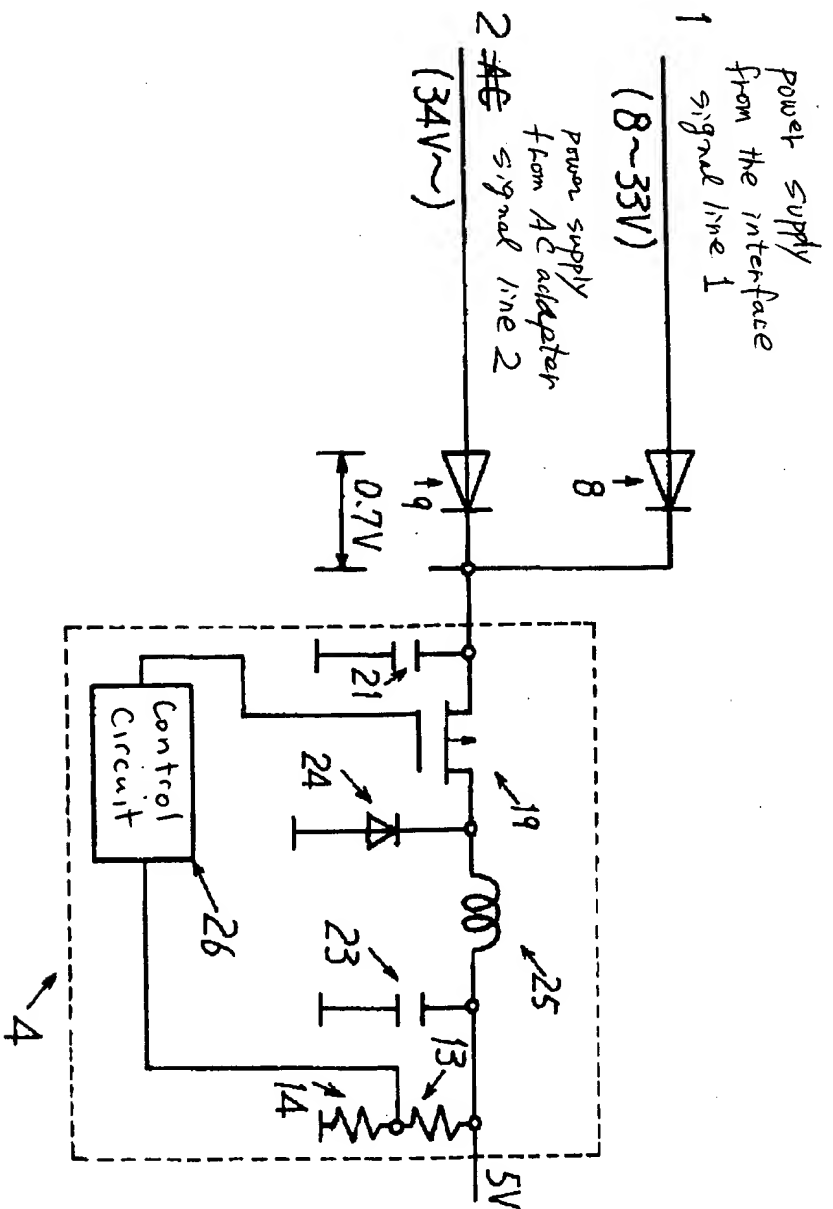 1
power supply
from the interface
signal line 1
(8~33V)
2 AC
power supply
from AC adapter
signal line 2
(34V~)
8
9
0.7V
21
19
24
25
23
13
14
5V
Control
Circuit
26
4